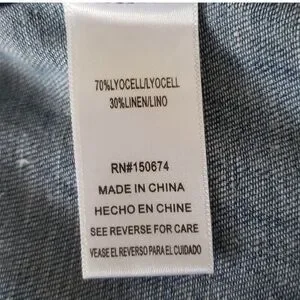 70%LYOCELL/LYOCELL
30%LINEN/LINO
RN#150674
MADE IN CHINA
HECHO EN CHINE
SEE REVERSE FOR CARE
VEASE EL REVERSO PARA EL CUIDADO